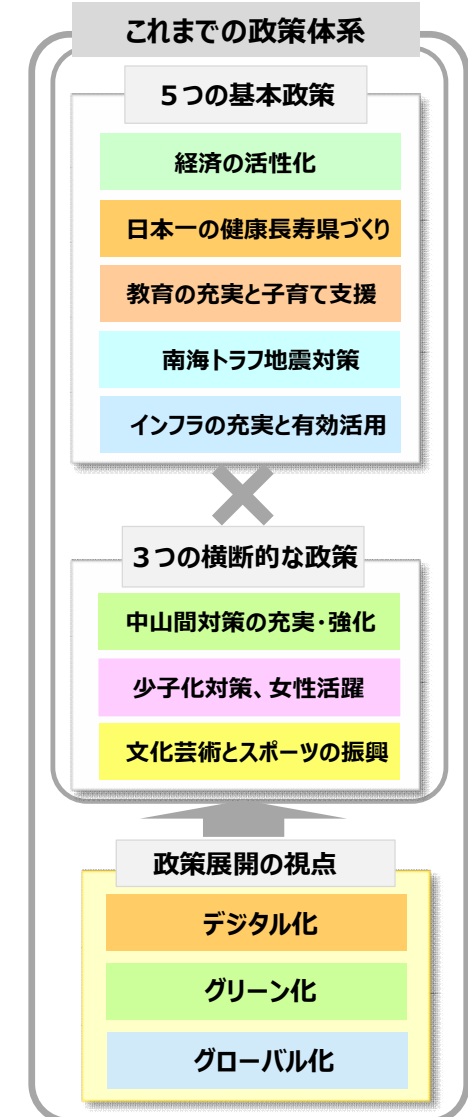 これまでの政策体系
５つの基本政策
経済の活性化
日本一の健康長寿県づくり
教育の充実と子育て支援
南海トラフ地震対策
インフラの充実と有効活用
３つの横断的な政策
中山間対策の充実・強化
少子化対策、女性活躍
文化芸術とスポーツの振興
政策展開の視点
デジタル化
グリーン化
グローバル化